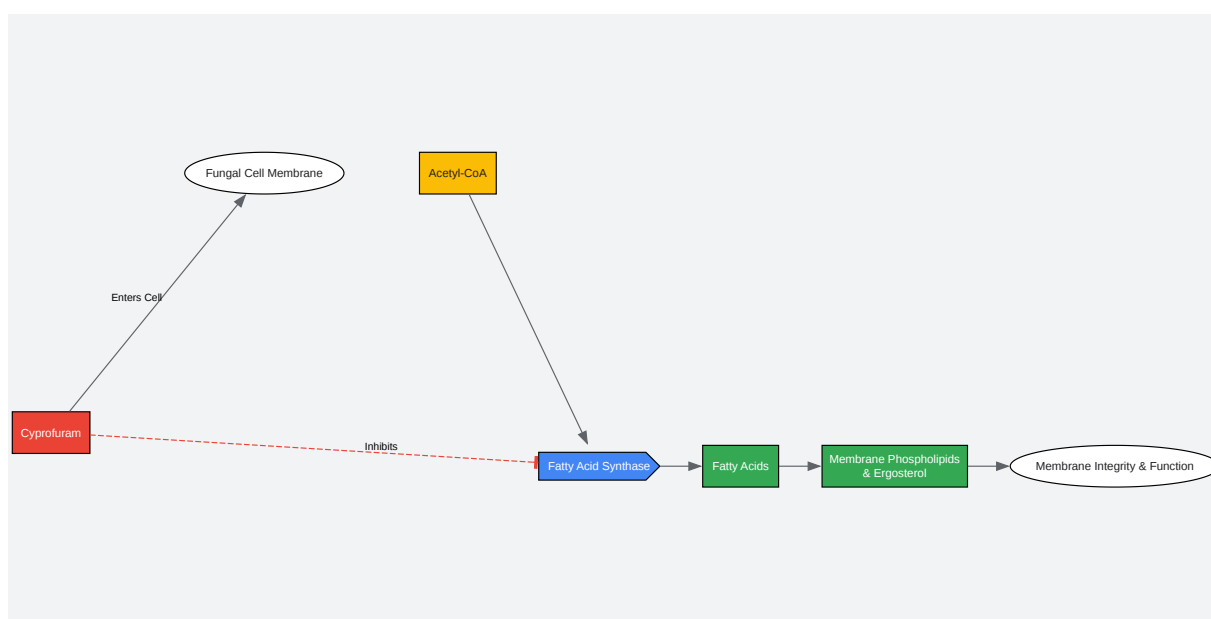 Fungal Cell Membrane
Acetyl-CoA
Enters Cell
Cyprofuram
Inhibits
Fatty Acid Synthase
Fatty Acids
Membrane Phospholipids
& Ergosterol
Membrane Integrity & Function